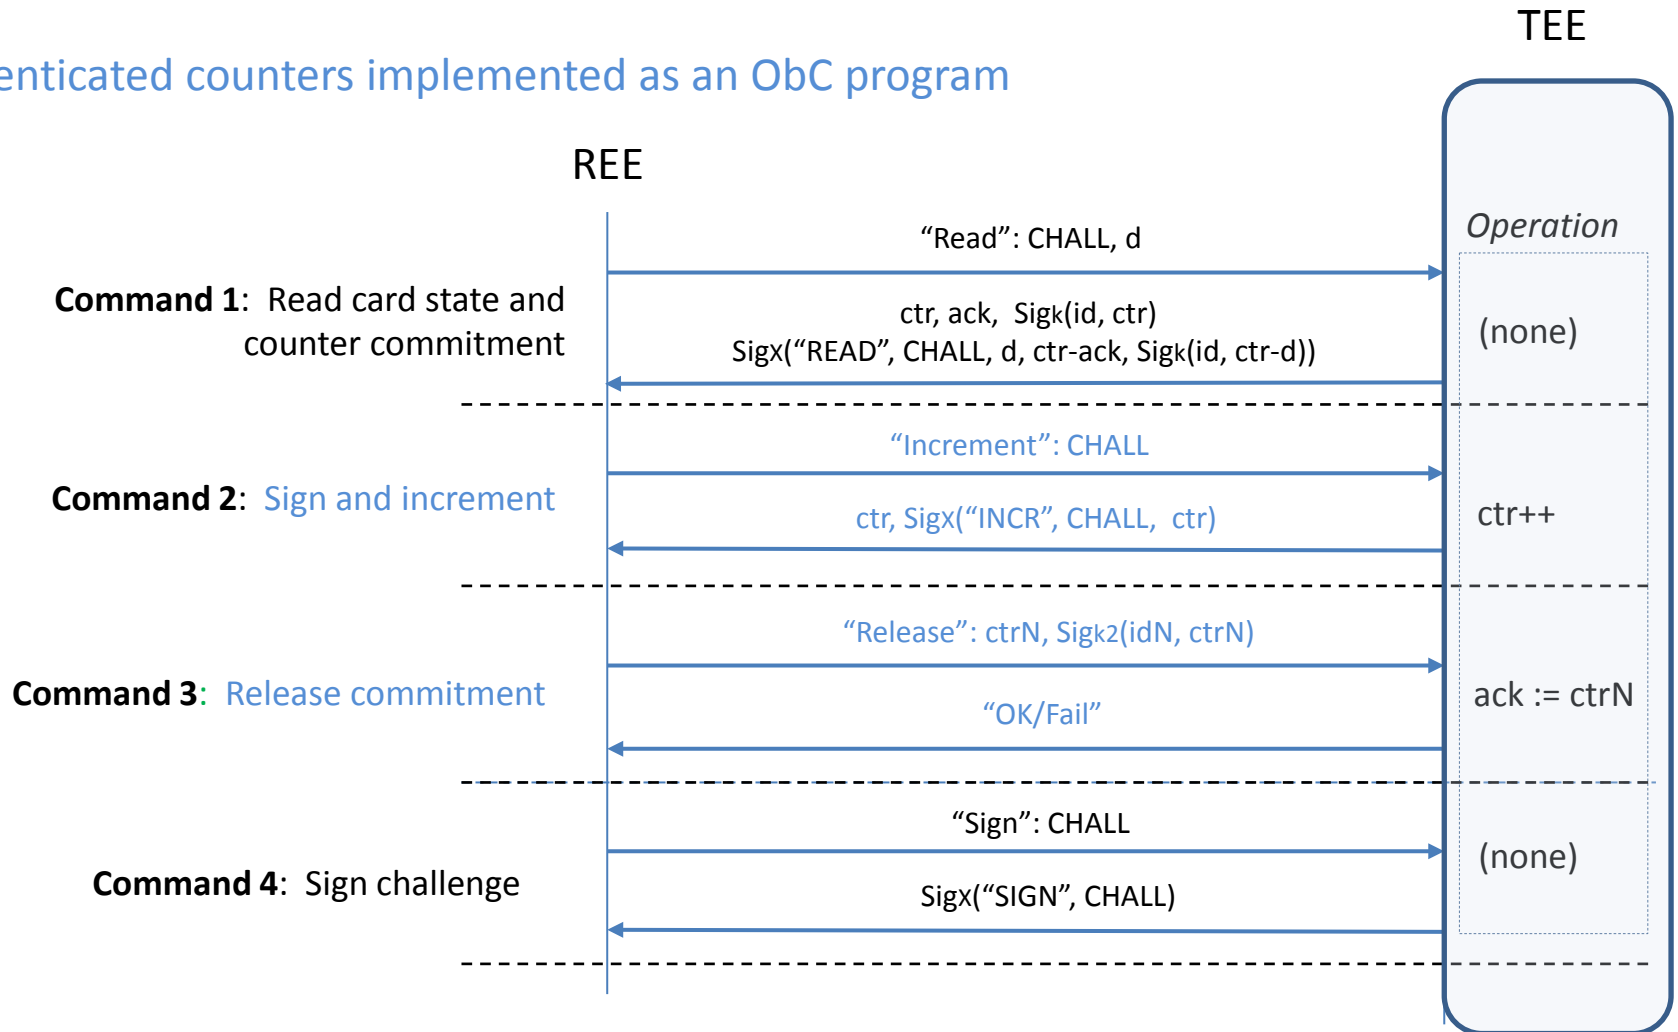 TEE
enticated counters implemented as an ObC program
REE
Operation
“Read”: CHALL, d
Command 1: Read card state and
counter commitment
ctr, ack, Sigk(id, ctr)
SigX(“READ”, CHALL, d, ctr-ack, Sigk(id, ctr-d))
(none)
“Increment”: CHALL
Command 2: Sign and increment
ctr, SigX(“INCR”, CHALL, ctr)
ctr++
“Release”: ctrN, Sigk2(idN, ctrN)
Command 3: Release commitment
“OK/Fail”
ack := ctrN
“Sign”: CHALL
Command 4: Sign challenge
SigX(“SIGN”, CHALL)
(none)